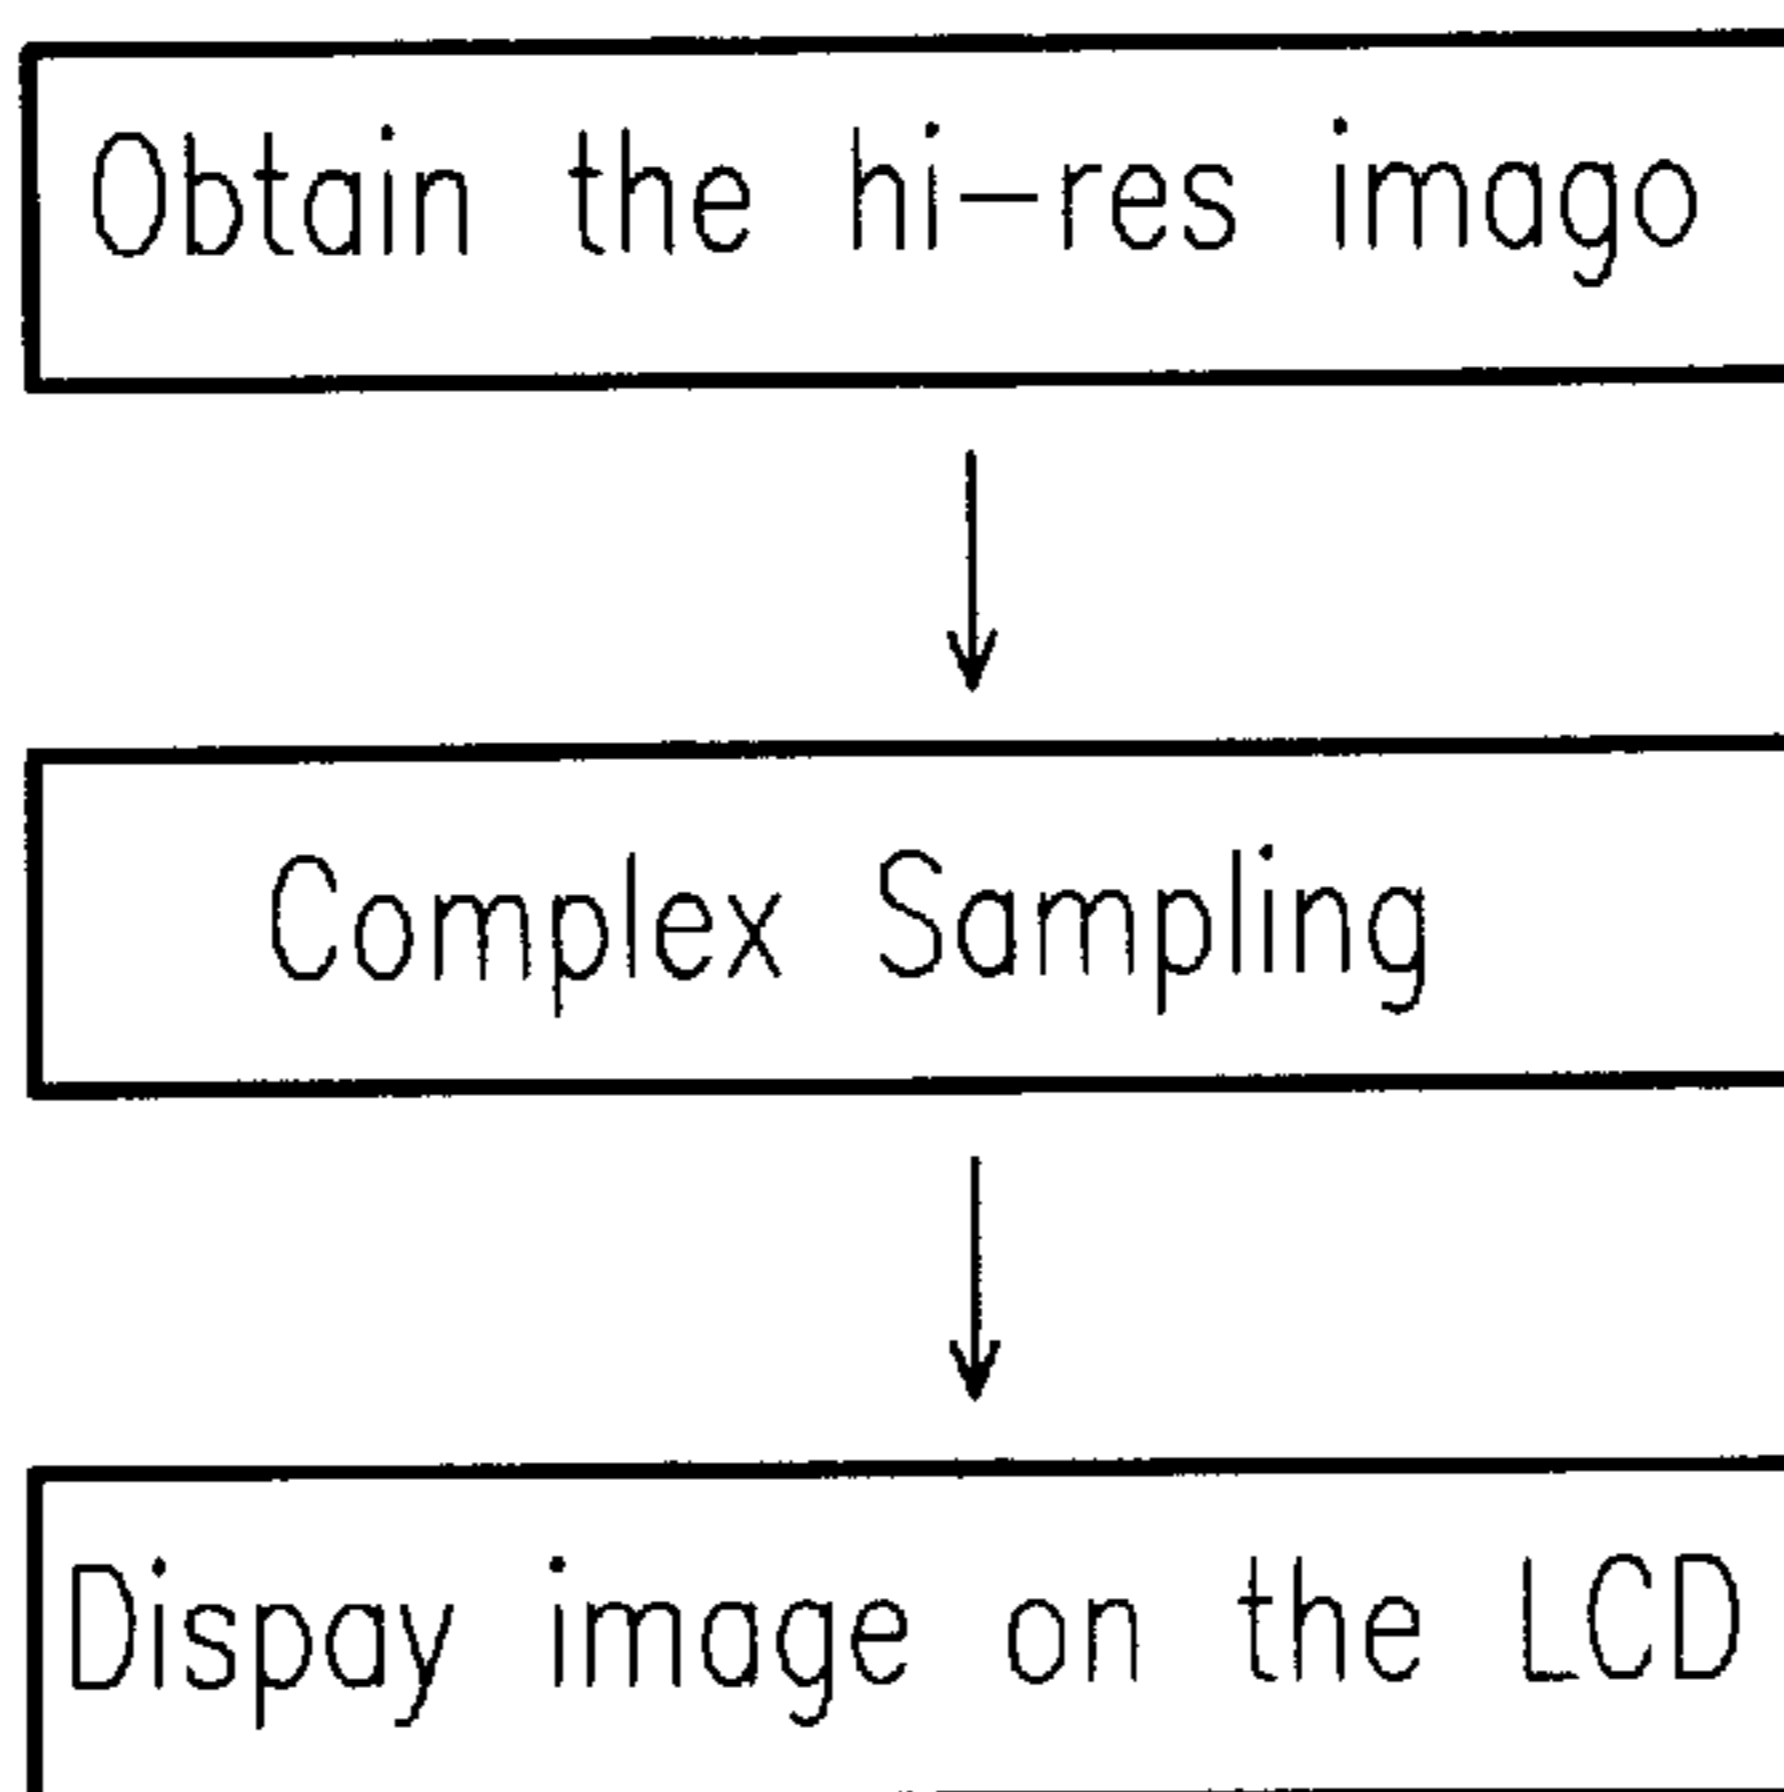 Obtain the hi-res imago
Complex Sampling
Dispay image on the LCD